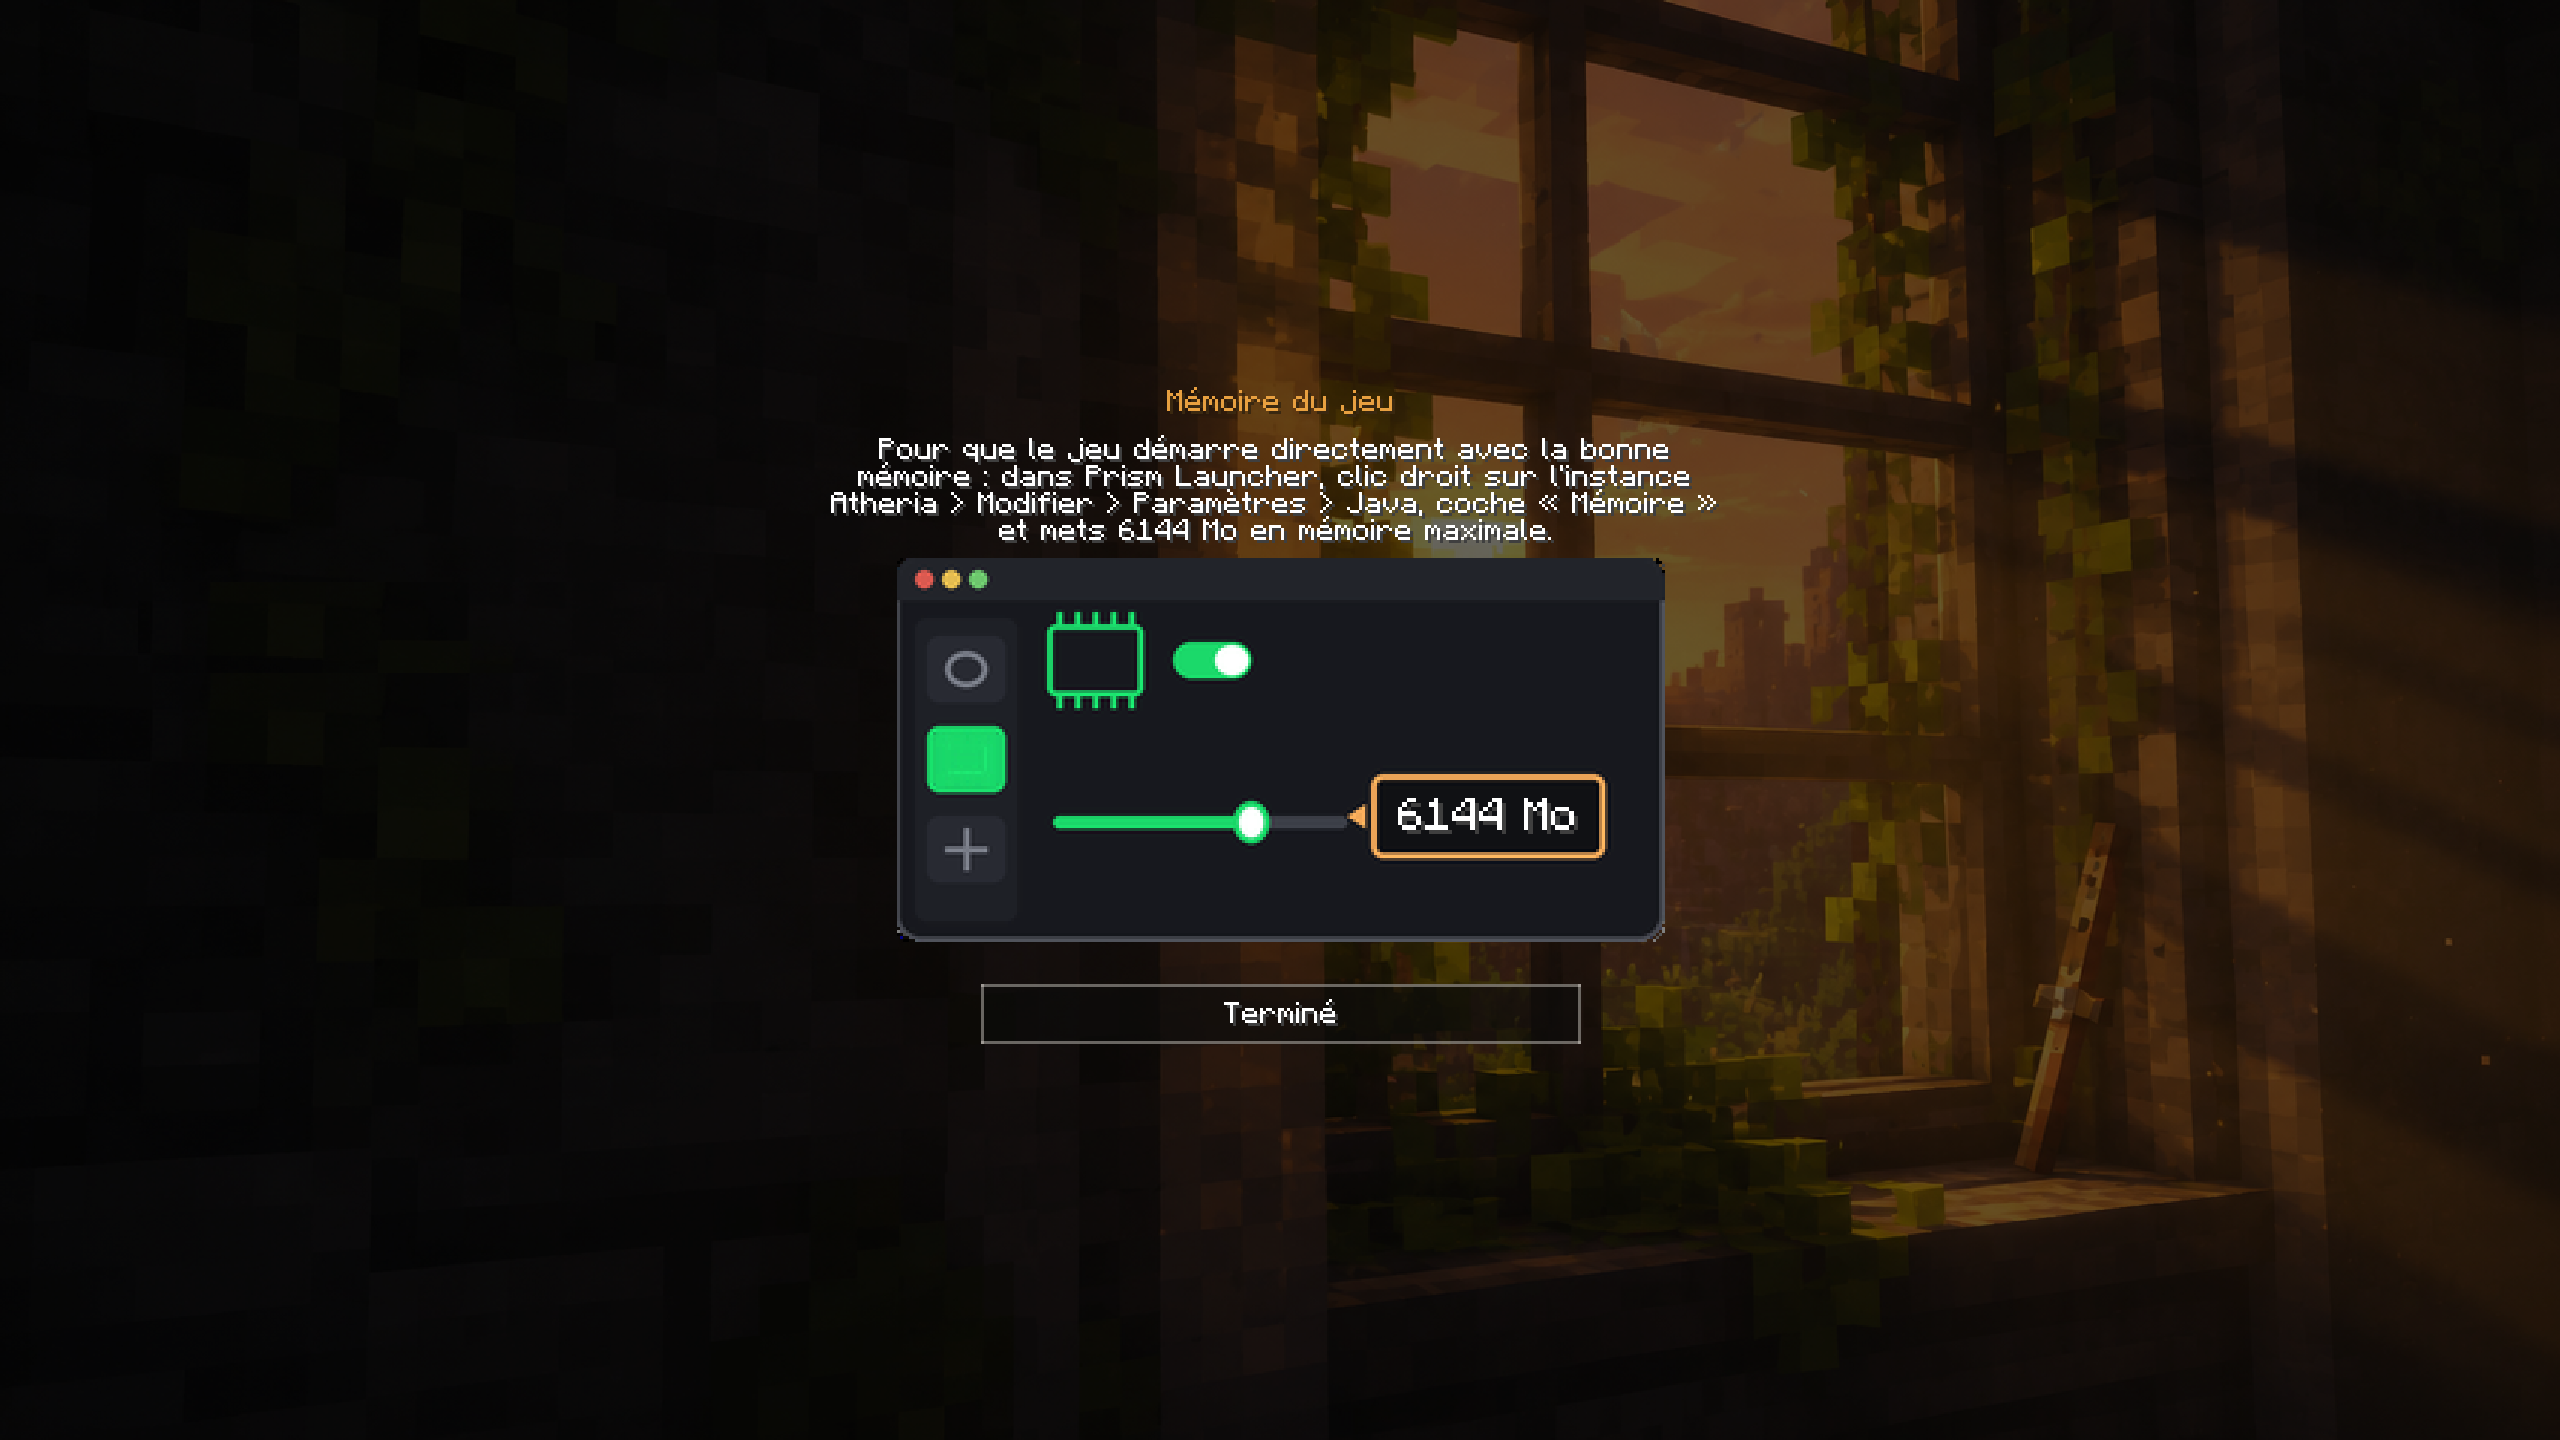 Mémoire du jeu
Pour que le jeu démarre directement avec la bonne
mémoire : dans Prism Launcher, clic droit sur l'instance
Atheria > Modifier > Paramètres > Java, coche « Mémoire »
et mets 6144 Mo en mémoire maximale.
6144 Mo
Terminé